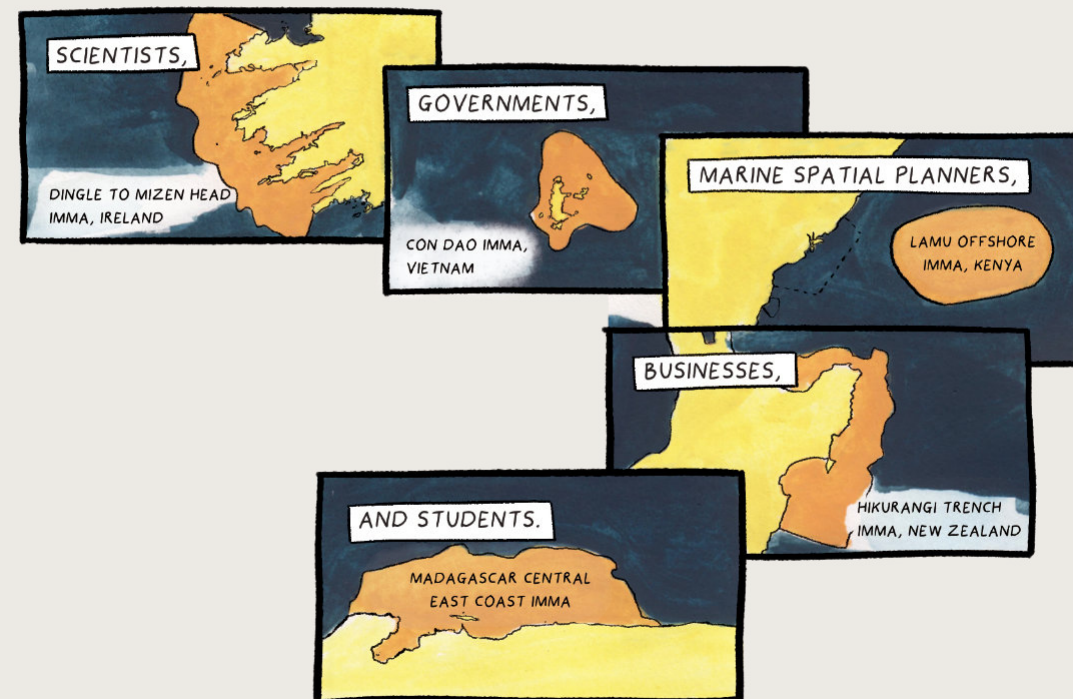 SCIENTISTS,
DINGLE TO MIZEN HEAD
IMMA, IRELAND
GOVERNMENTS,
CON DAO IMMA,
VIETNAM
MARINE SPATIAL PLANNERS,
LAMU OFFSHORE
IMMA, KENYA
BUSINESSES,
HIKURANGI TRENCH
IMMA, NEW ZEALAND
AND STUDENTS.
MADAGASCAR CENTRAL
EAST COAST IMMA